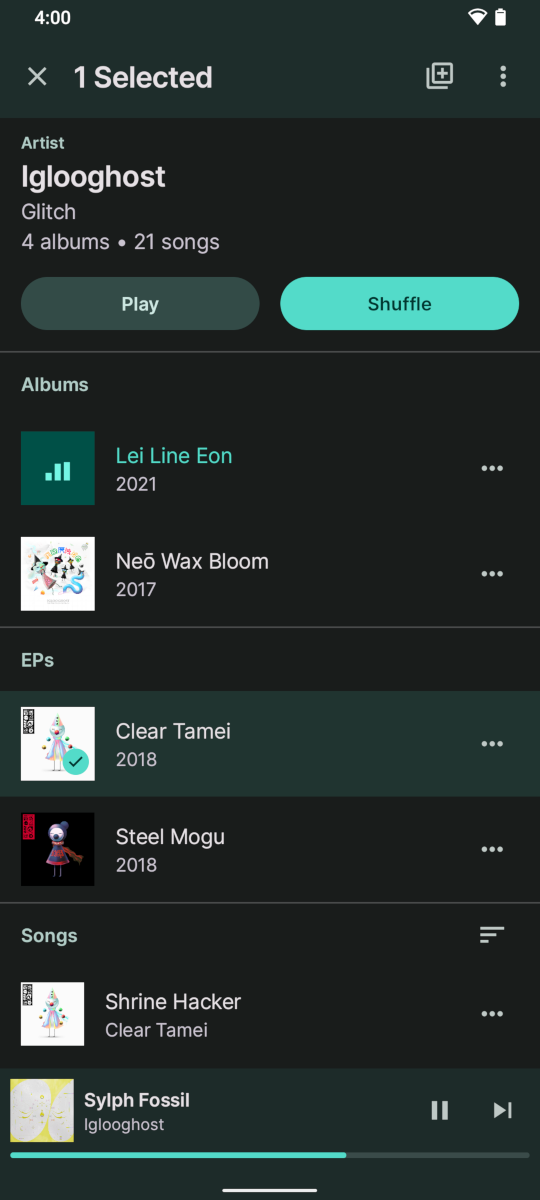 4:00
1 Selected
Artist
Iglooghost
Glitch
4 albums • 21 songs
Play
Shuffle
Albums
Lei Line Eon
2021
Neō Wax Bloom
2017
EPs
Clear Tamei
2018
Steel Mogu
2018
Songs
Shrine Hacker
Clear Tamei
Sylph Fossil
Iglooghost